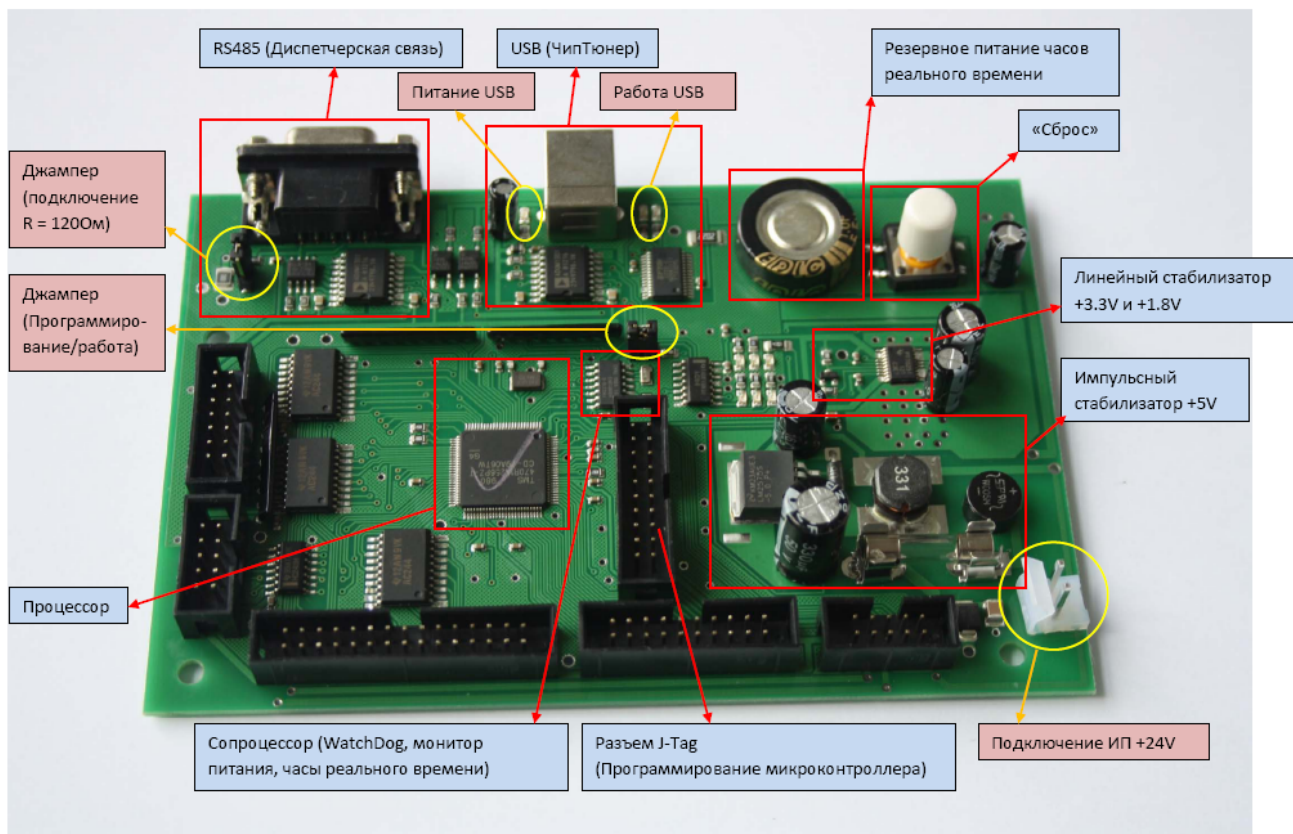 RS485 (Диспетчерская связь)
USB (ЧипТюнер)
Резервное питание часов
реального времени
Питание USB
Работа USB
«Сброс»
Джампер
(подключение
R = 120Ом)
Джампер
(Программиро-
вание/работа)
Линейный стабилизатор
+3.3V и +1.8V
Импульсный
стабилизатор +5V
331
TMS
Процессор
Сопроцессор (WatchDog, монитор
питания, часы реального времени)
Разъем J-Tag
(Программирование микроконтроллера)
Подключение ИП +24V